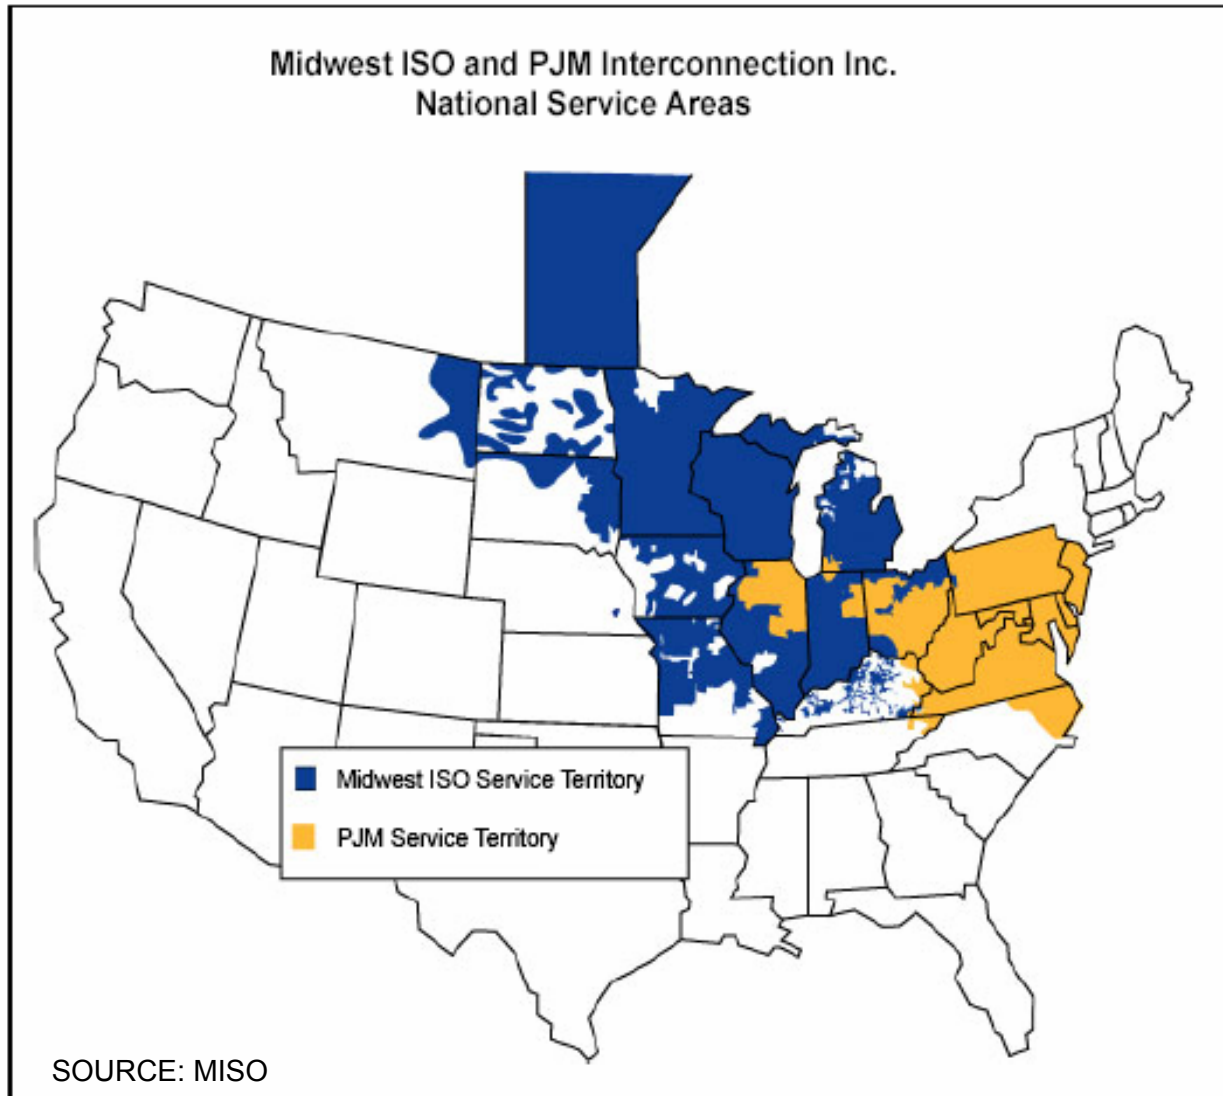 Midwest ISO and PJM Interconnection Inc.
National Service Areas
Midwest ISO Service Territory
PJM Service Territory
SOURCE: MISO